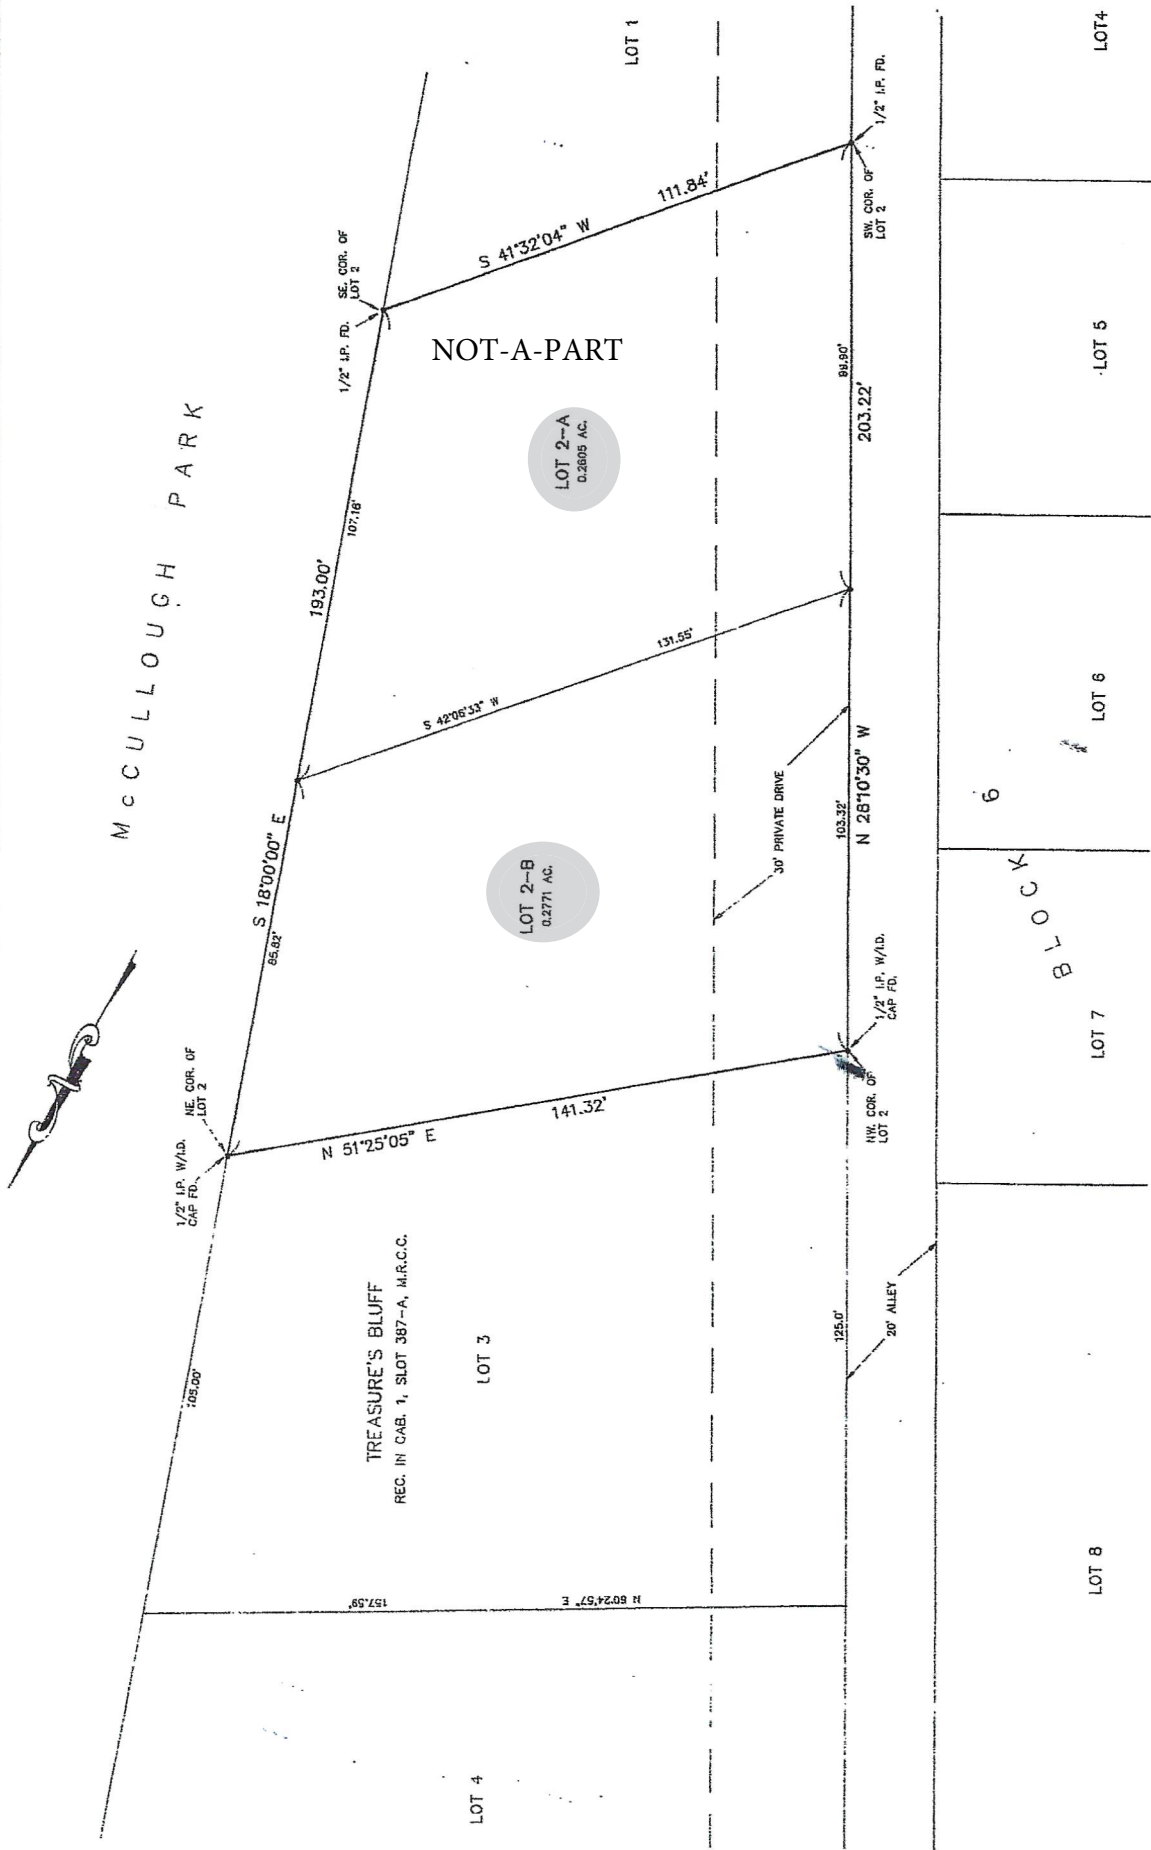 McCULLOUGH PARK
LOT 1
LOT4
1/2" I.P. FD.
SE. COR. OF
LOT 2
S 41°32'04" W
111.84'
1/2" I.P. FD.
SW. COR. OF
LOT 2
NOT-A-PART
LOT 2-A
0.2605 AC.
193.00'
107.16'
99.90'
203.22'
LOT 5
S 42°06'33" W
131.55'
S 18°00'00" E
85.82'
LOT 2-B
0.2771 AC.
30' PRIVATE DRIVE
103.32'
N 28°10'30" W
LOT 6
BLOCK 6
1/2" I.P. W/I.D.
CAP FD.
NE. COR. OF
LOT 2
N 51°25'05" E
141.32'
1/2" I.P. W/I.D.
CAP FD.
NW. COR. OF
LOT 2
LOT 7
105.00'
TREASURE'S BLUFF
REC. IN CAB. 1, SLOT 387-A, M.R.C.C.
LOT 3
125.0'
20' ALLEY
N 60°24'57" E
157.59'
LOT 4
LOT 8